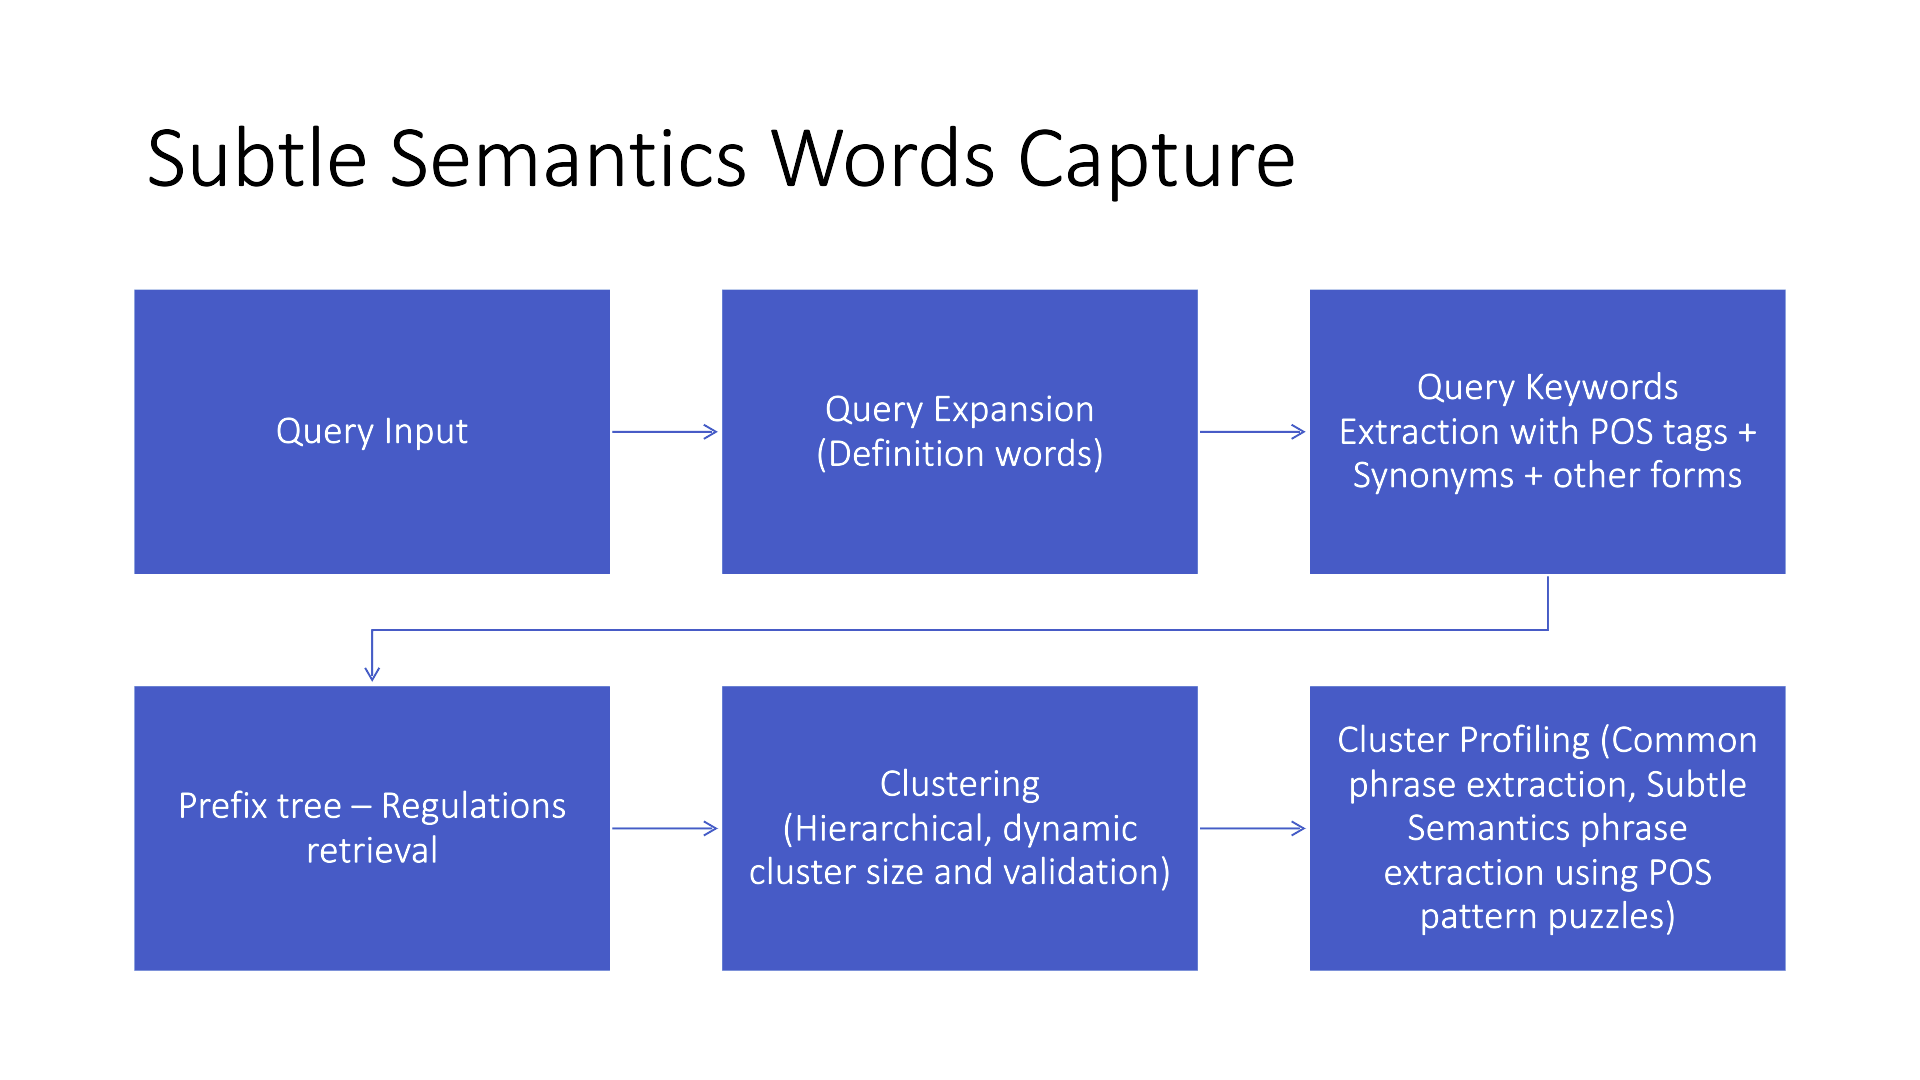 Subtle Semantics Words Capture
Query Input
Query Expansion
(Definition words)
Query Keywords
Extraction with POS tags +
Synonyms + other forms
Prefix tree – Regulations
retrieval
Clustering
(Hierarchical, dynamic
cluster size and validation)
Cluster Profiling (Common
phrase extraction, Subtle
Semantics phrase
extraction using POS
pattern puzzles)